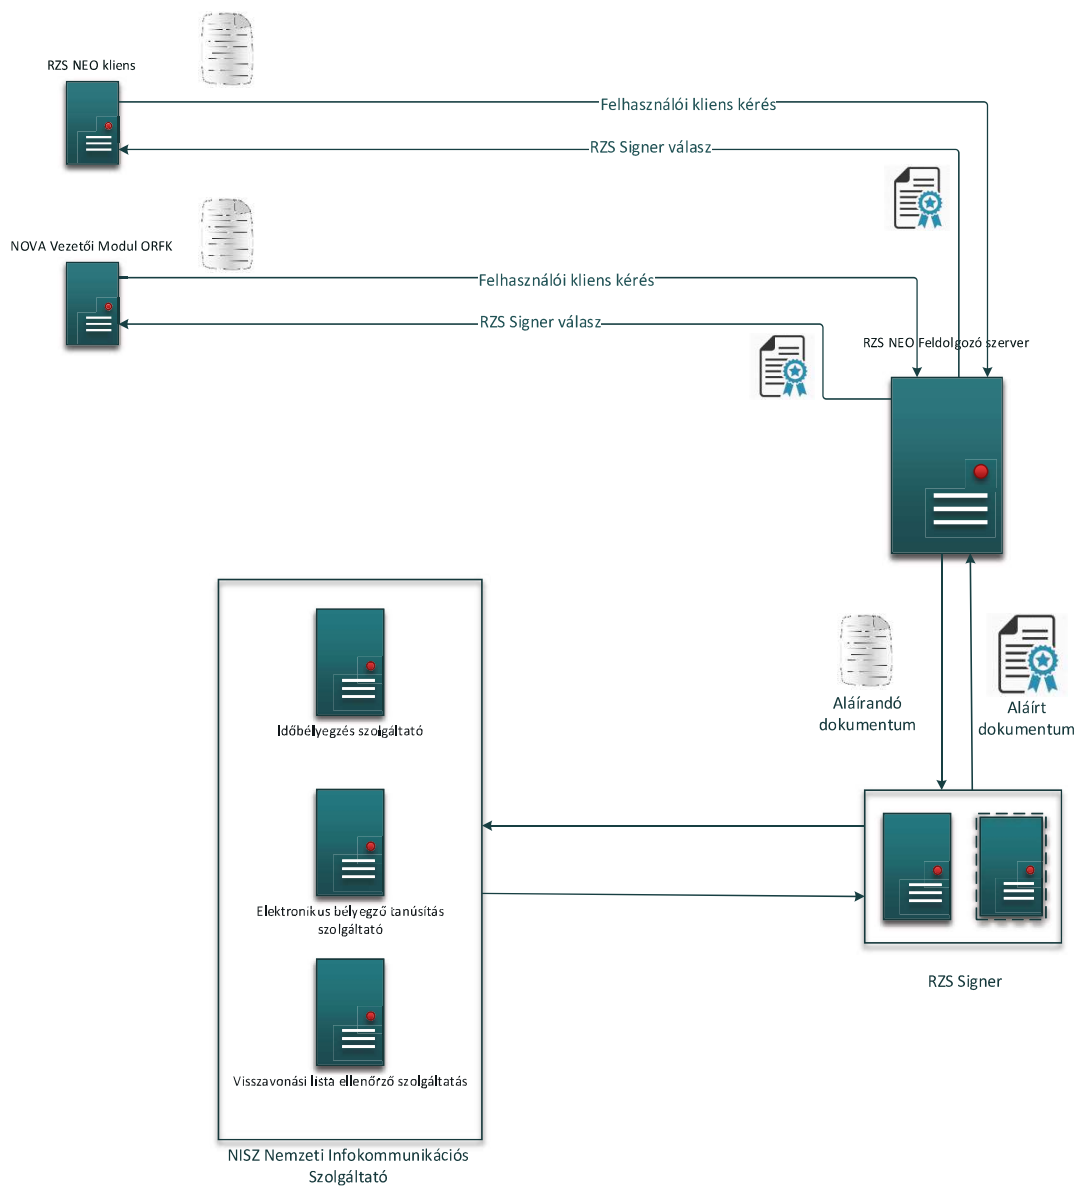 RZS NEO kliens
Felhasználói kliens kérés
RZS Signer válasz
NOVA Vezetői Modul ORFK
Felhasználói kliens kérés
RZS Signer válasz
RZS NEO Feldolgozó szerver
Aláírandó
dokumentum
Aláírt
dokumentum
Időbélyegzés szolgáltató
Elektronikus bélyegző tanúsítás
szolgáltató
RZS Signer
Visszavonási lista ellenőrző szolgáltatás
NISZ Nemzeti Infokommunikációs
Szolgáltató